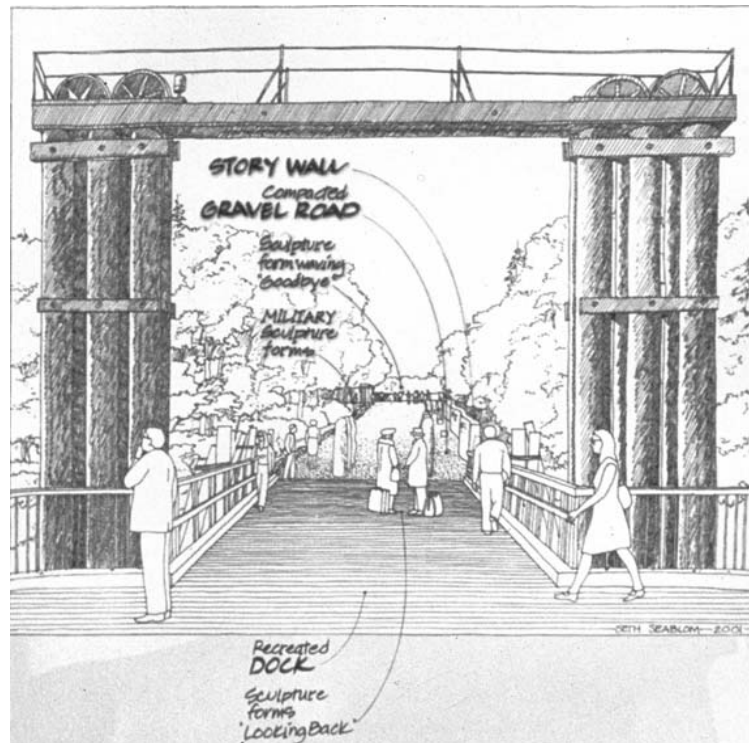 STORY WALL
Compacted
GRAVEL ROAD
Sculpture
form waving
"Goodbye"
MILITARY
Sculpture
forms
SETH SEABLOM 2001
Recreated
DOCK
Sculpture
forms
"Looking Back"